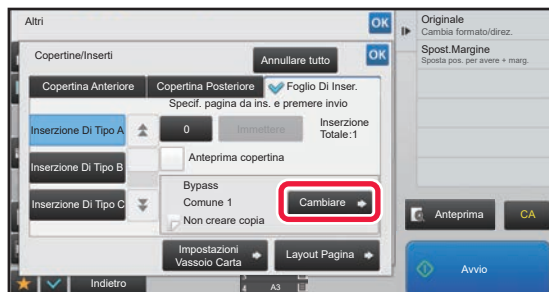 Altri
OK
Originale
Cambia formato/direz.
Spost.Margine
Sposta pos. per avere + marg.
Copertine/Inserti
Annullare tutto
OK
Copertina Anteriore
Copertina Posteriore
Foglio Di Inser.
Specif. pagina da ins. e premere invio
Inserzione Di Tipo A
0
Immettere
Inserzione
Totale:1
Anteprima copertina
Inserzione Di Tipo B
Bypass
Comune 1
Non creare copia
Cambiare
Inserzione Di Tipo C
Anteprima
CA
Impostazioni
Vassoio Carta
Layout Pagina
Avvio
Indietro
4
A3